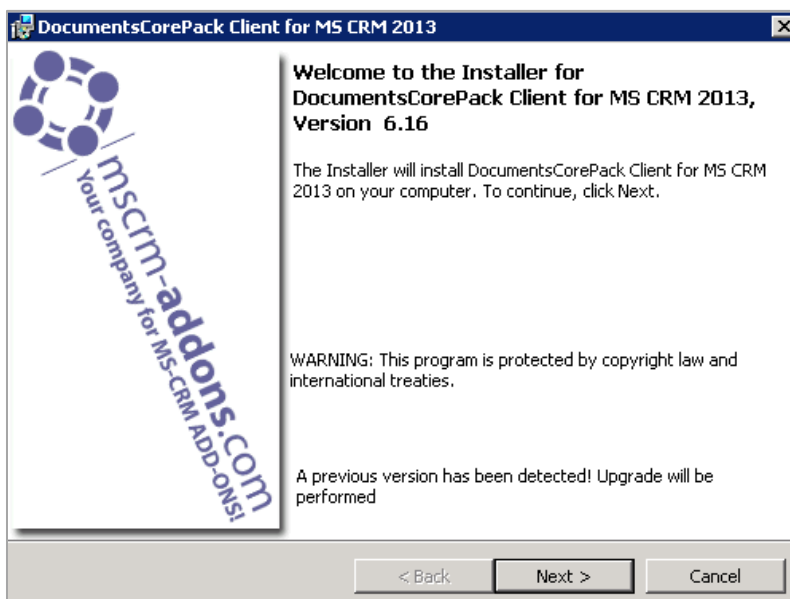 DocumentsCorePack Client for MS CRM 2013
Welcome to the Installer for
DocumentsCorePack Client for MS CRM 2013,
Version 6.16
The Installer will install DocumentsCorePack Client for MS CRM
2013 on your computer. To continue, click Next.
mscrm-addons.com
Your company for MS-CRM ADD-ONS!
WARNING: This program is protected by copyright law and
international treaties.
A previous version has been detected! Upgrade will be
performed
< Back
Next >
Cancel